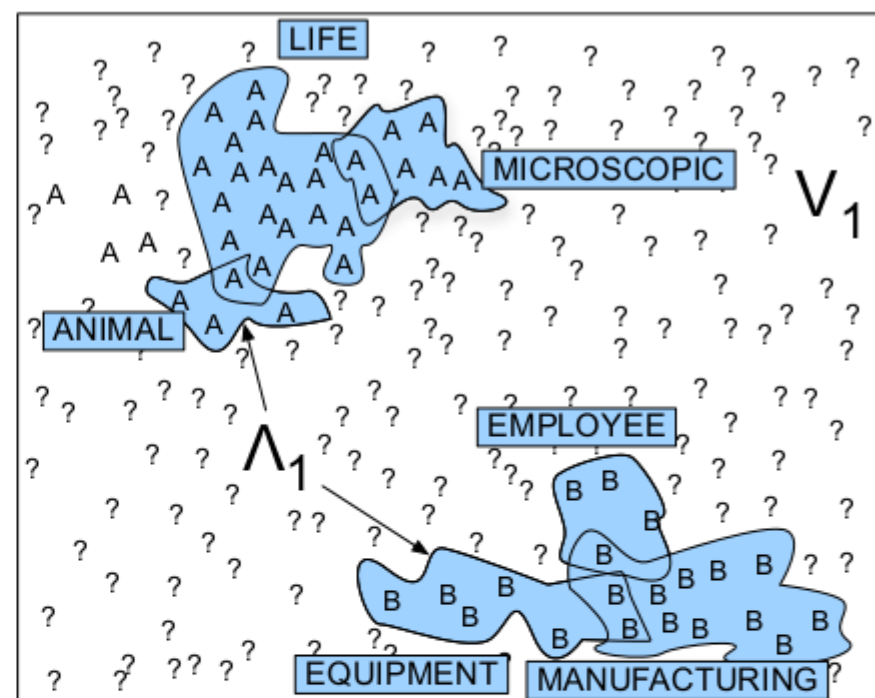 LIFE
MICROSCOPIC
V1
ANIMAL
EMPLOYEE
Λ1
EQUIPMENT
MANUFACTURING